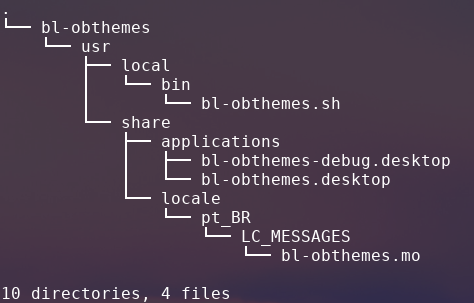 .
└── bl-obthemes
    └── usr
        ├── local
        │   └── bin
        │       └── bl-obthemes.sh
        └── share
            ├── applications
            │   ├── bl-obthemes-debug.desktop
            │   └── bl-obthemes.desktop
            └── locale
                └── pt_BR
                    └── LC_MESSAGES
                        └── bl-obthemes.mo

10 directories, 4 files